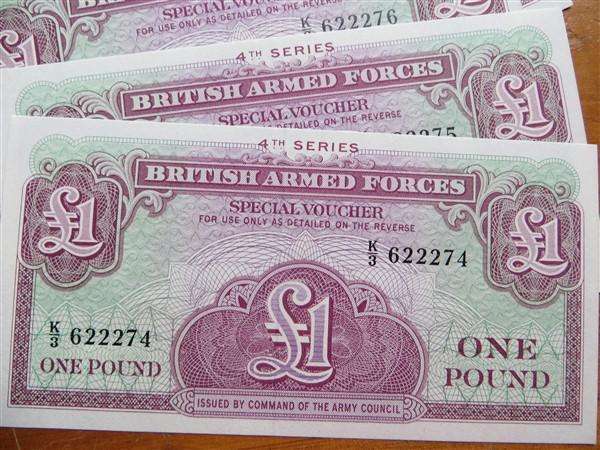 SPECIAL VOUCHER
FOR USE ONLY AS DETAILED ON THE REVERSE
K/3 622276
4TH SERIES
BRITISH ARMED FORCES
£1
SPECIAL VOUCHER
AS DETAILED ON THE REVERSE
4TH SERIES
BRITISH ARMED FORCES
£1
£1
SPECIAL VOUCHER
FOR USE ONLY AS DETAILED ON THE REVERSE
K/3 622274
K/3 622274
£1
ONE POUND
ONE
POUND
ISSUED BY COMMAND OF THE ARMY COUNCIL